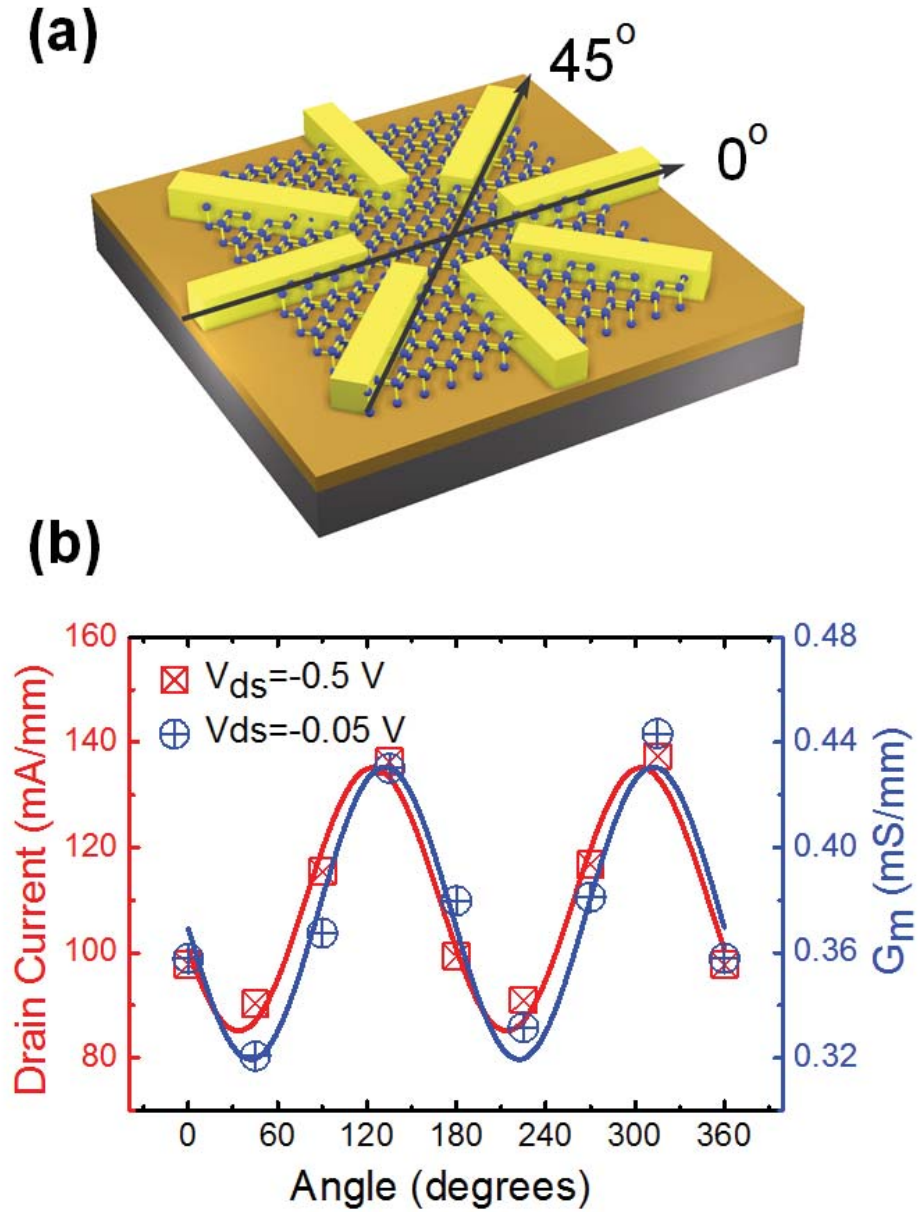 (a)
45°
0°
(b)
Drain Current (mA/mm)
160
140
120
100
80
V_ds=-0.5 V
Vds=-0.05 V
0.48
0.44
0.40
0.36
0.32
G_m (mS/mm)
0 60 120 180 240 300 360
Angle (degrees)